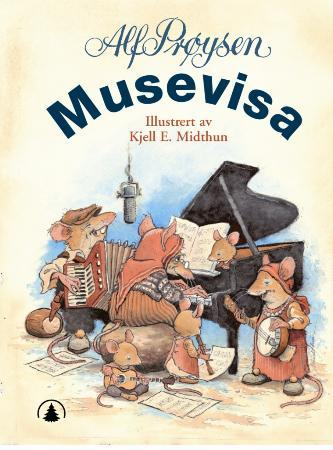 Alf Prøysen
Musevisa
Illustrert av
Kjell E. Midthun